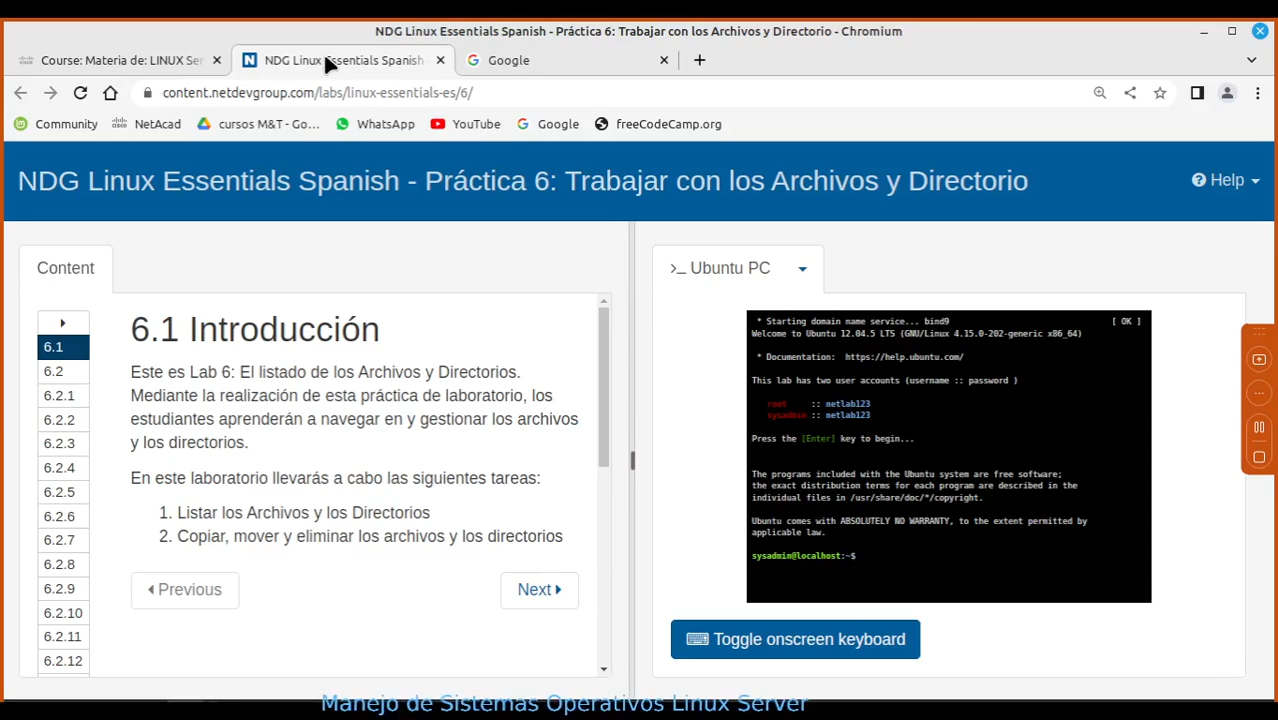 NDG Linux Essentials Spanish - Práctica 6: Trabajar con los Archivos y Directorio - Chromium
Course: Materia de: LINUX Ser
NDG Linux Essentials Spanish -
Google
content.netdevgroup.com/labs/linux-essentials-es/6/
Community
NetAcad
cursos M&T - Go...
WhatsApp
YouTube
Google
freeCodeCamp.org
NDG Linux Essentials Spanish - Práctica 6: Trabajar con los Archivos y Directorio
Help
Content
6.1
6.2
6.2.1
6.2.2
6.2.3
6.2.4
6.2.5
6.2.6
6.2.7
6.2.8
6.2.9
6.2.10
6.2.11
6.2.12
6.1 Introducción
Este es Lab 6: El listado de los Archivos y Directorios.
Mediante la realización de esta práctica de laboratorio, los
estudiantes aprenderán a navegar en y gestionar los archivos
y los directorios.
En este laboratorio llevarás a cabo las siguientes tareas:
1. Listar los Archivos y los Directorios
2. Copiar, mover y eliminar los archivos y los directorios
Previous
Next
>_ Ubuntu PC
* Starting domain name service... bind9 [ OK ]
Welcome to Ubuntu 12.04.5 LTS (GNU/Linux 4.15.0-202-generic x86_64)
* Documentation: https://help.ubuntu.com/
This lab has two user accounts (username :: password )
root :: netlab123
sysadmin :: netlab123
Press the [Enter] key to begin...
The programs included with the Ubuntu system are free software;
the exact distribution terms for each program are described in the
individual files in /usr/share/doc/*/copyright.
Ubuntu comes with ABSOLUTELY NO WARRANTY, to the extent permitted by
applicable law.
sysadmin@localhost:~$
Toggle onscreen keyboard
Manejo de Sistemas Operativos Linux Server